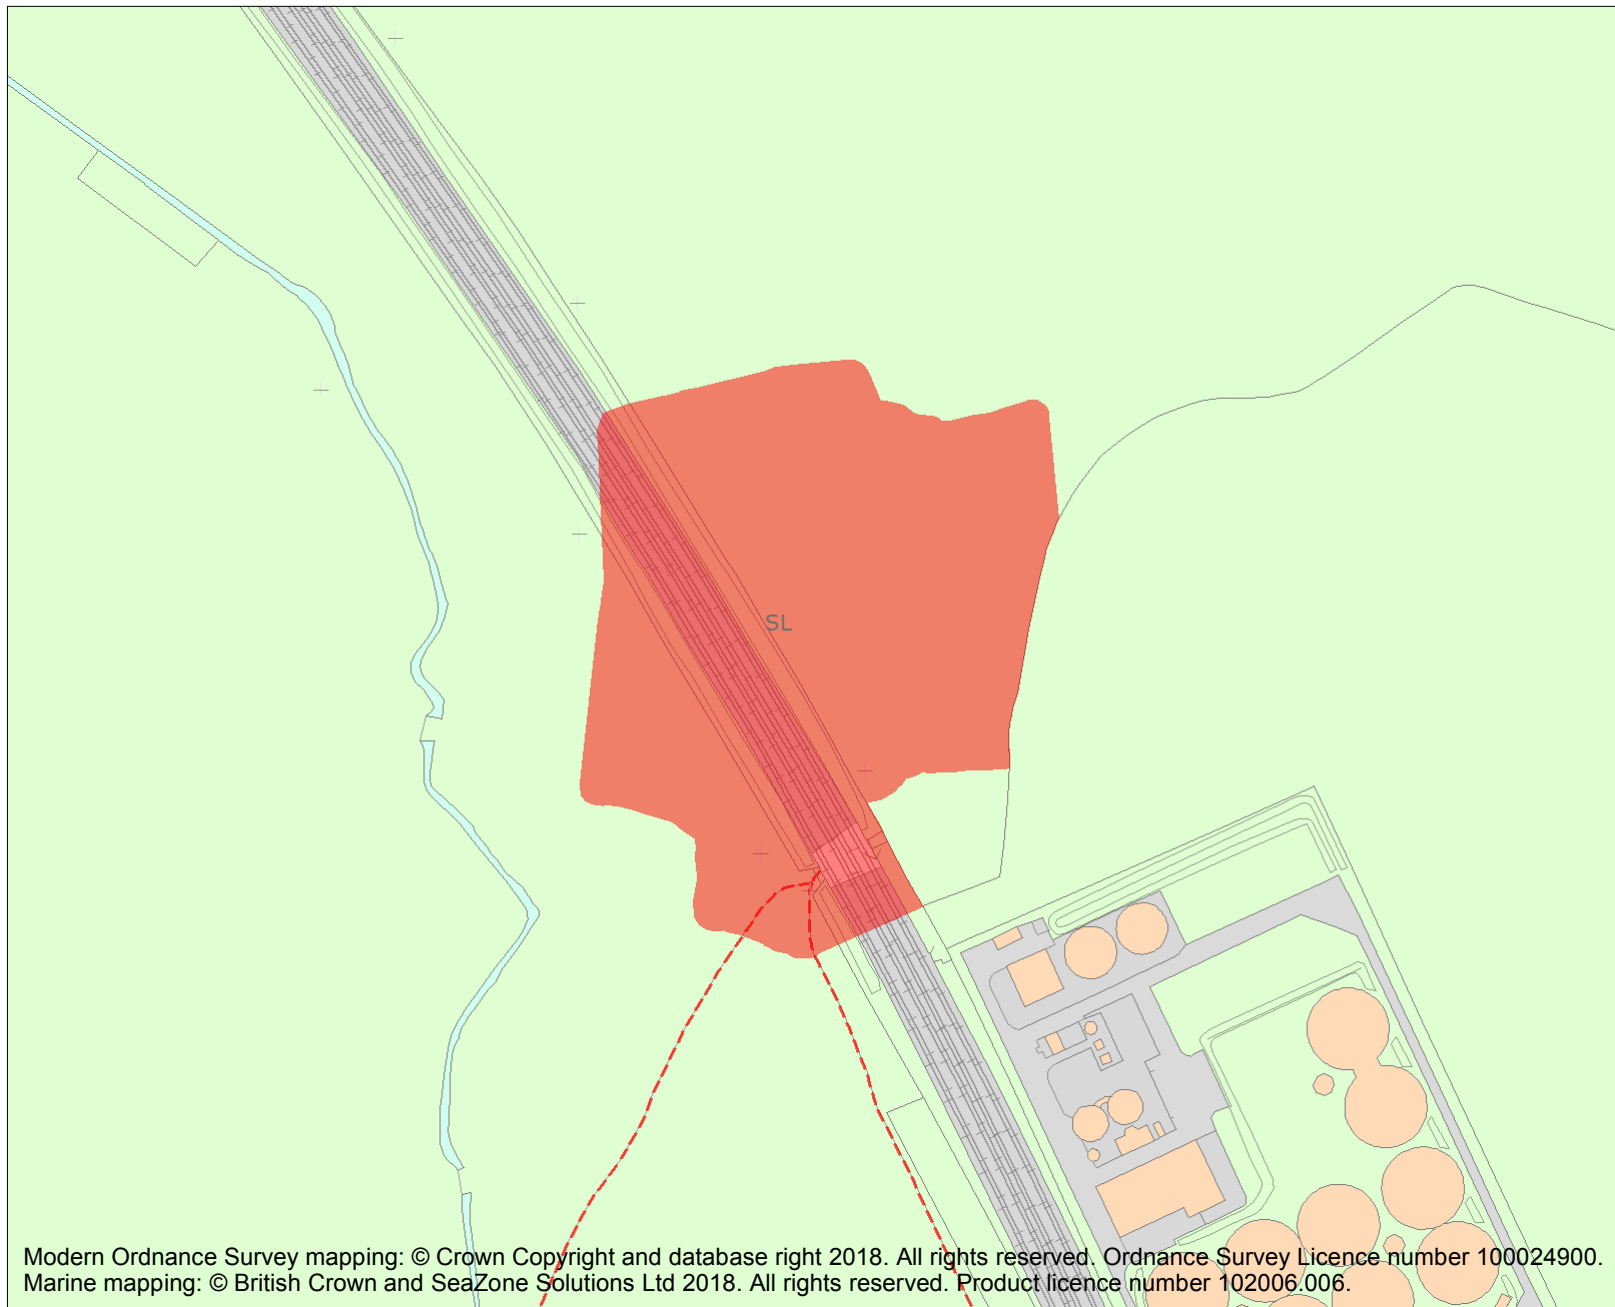 SL
Modern Ordnance Survey mapping: © Crown Copyright and database right 2018. All rights reserved. Ordnance Survey Licence number 100024900.
Marine mapping: © British Crown and SeaZone Solutions Ltd 2018. All rights reserved. Product licence number 102006.006.